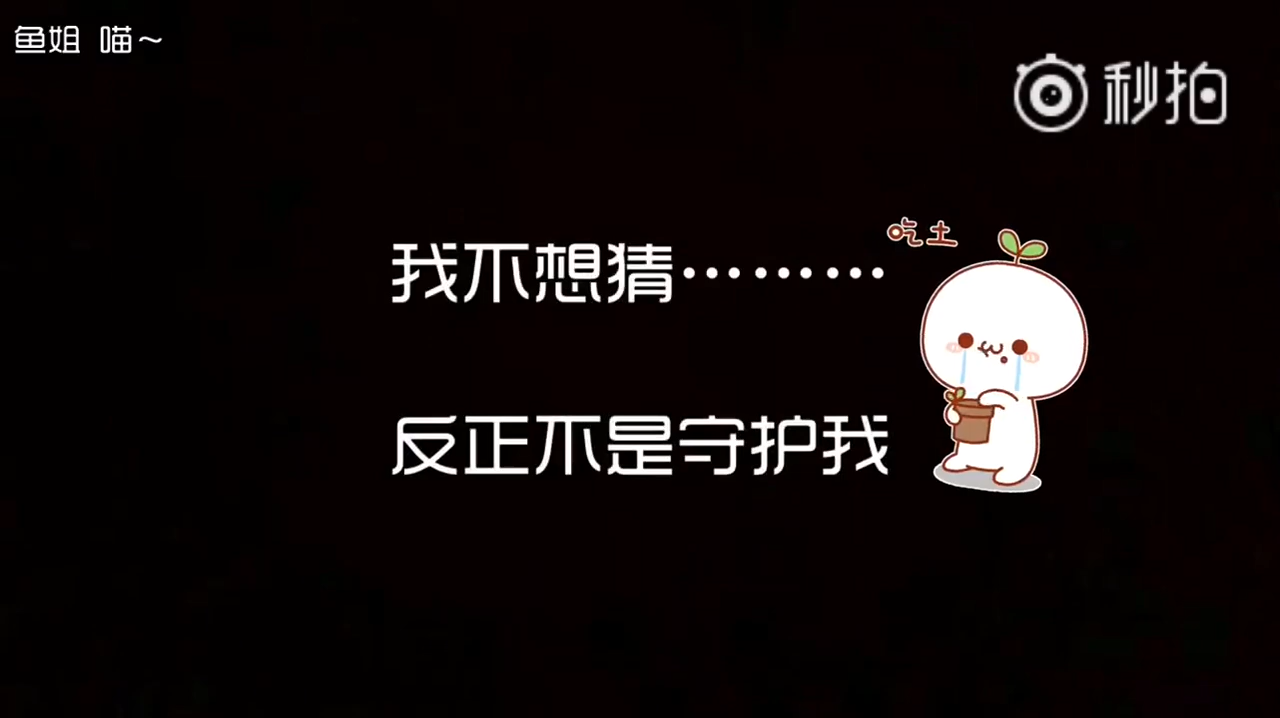 鱼姐 喵～
秒拍
吃土
我不想猜………
反正不是守护我